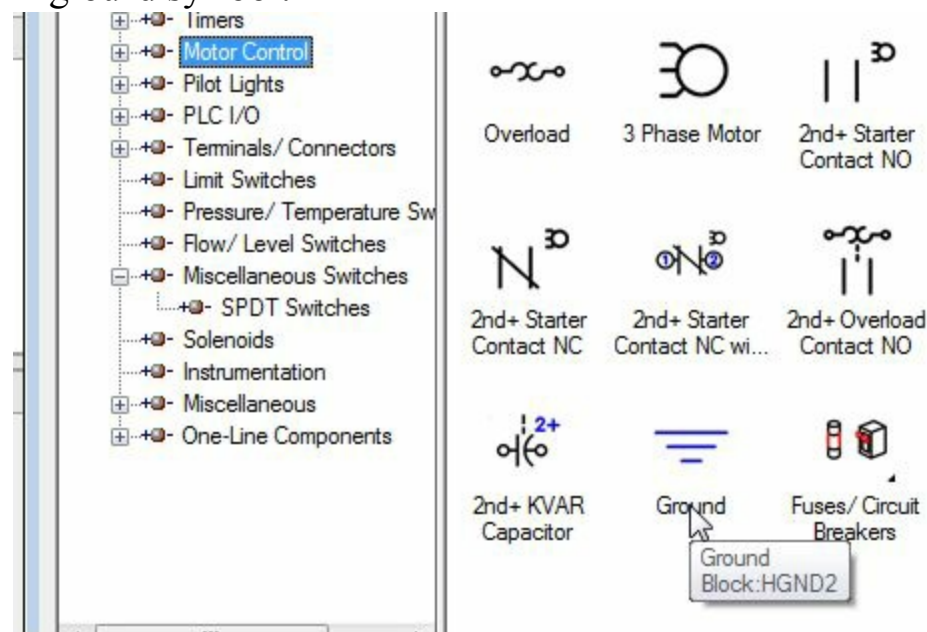 Timers
Motor Control
Pilot Lights
PLC I/O
Terminals/ Connectors
Limit Switches
Pressure/ Temperature Sw
Flow/ Level Switches
Miscellaneous Switches
SPDT Switches
Solenoids
Instrumentation
Miscellaneous
One-Line Components
Overload
3 Phase Motor
2nd+ Starter
Contact NO
2nd+ Starter
Contact NC
1
2
2nd+ Starter
Contact NC wi...
2nd+ Overload
Contact NO
2+
2nd+ KVAR
Capacitor
Ground
Fuses/ Circuit
Breakers
Ground
Block:HGND2